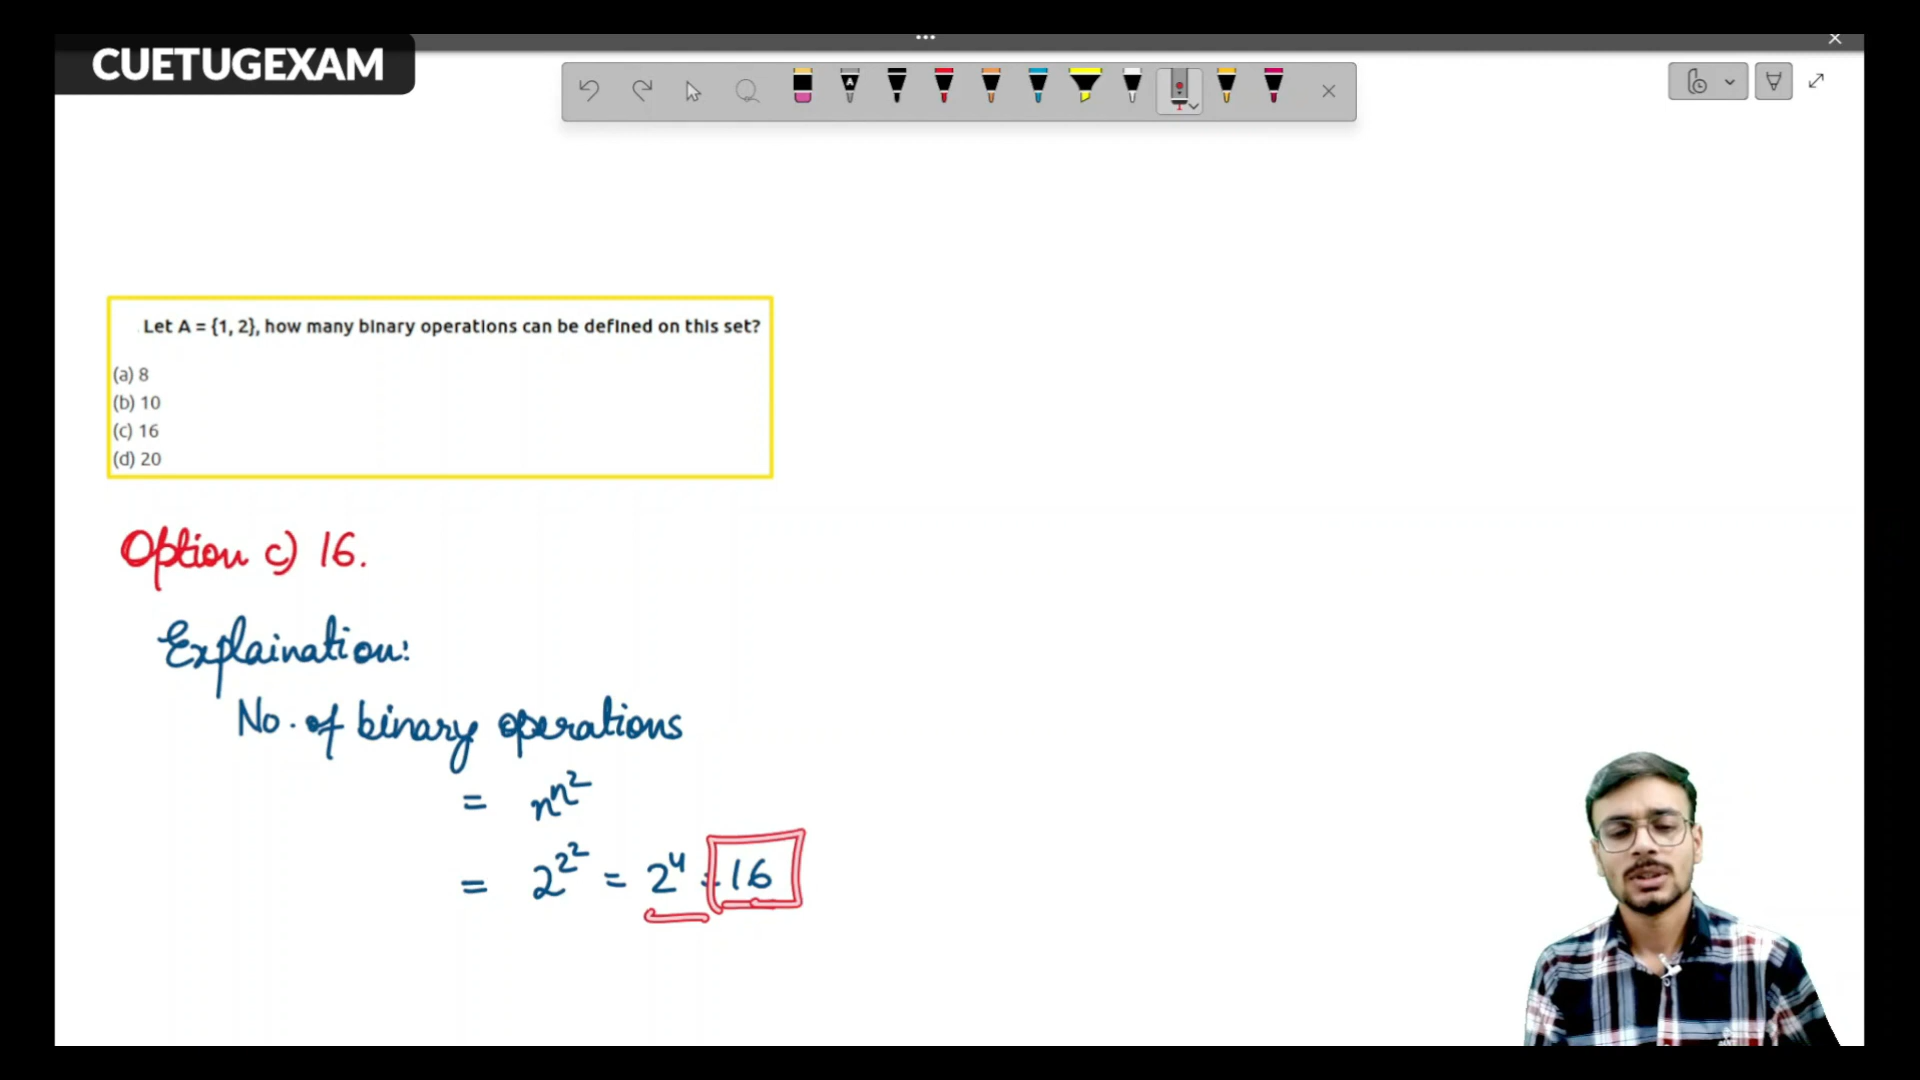 CUETUGEXAM
Let A = {1, 2}, how many binary operations can be defined on this set?
(a) 8
(b) 10
(c) 16
(d) 20
Option c) 16.
Explaination:
No. of binary operations
= n^{n^2}
= 2^{2^2} = 2^4 = 16